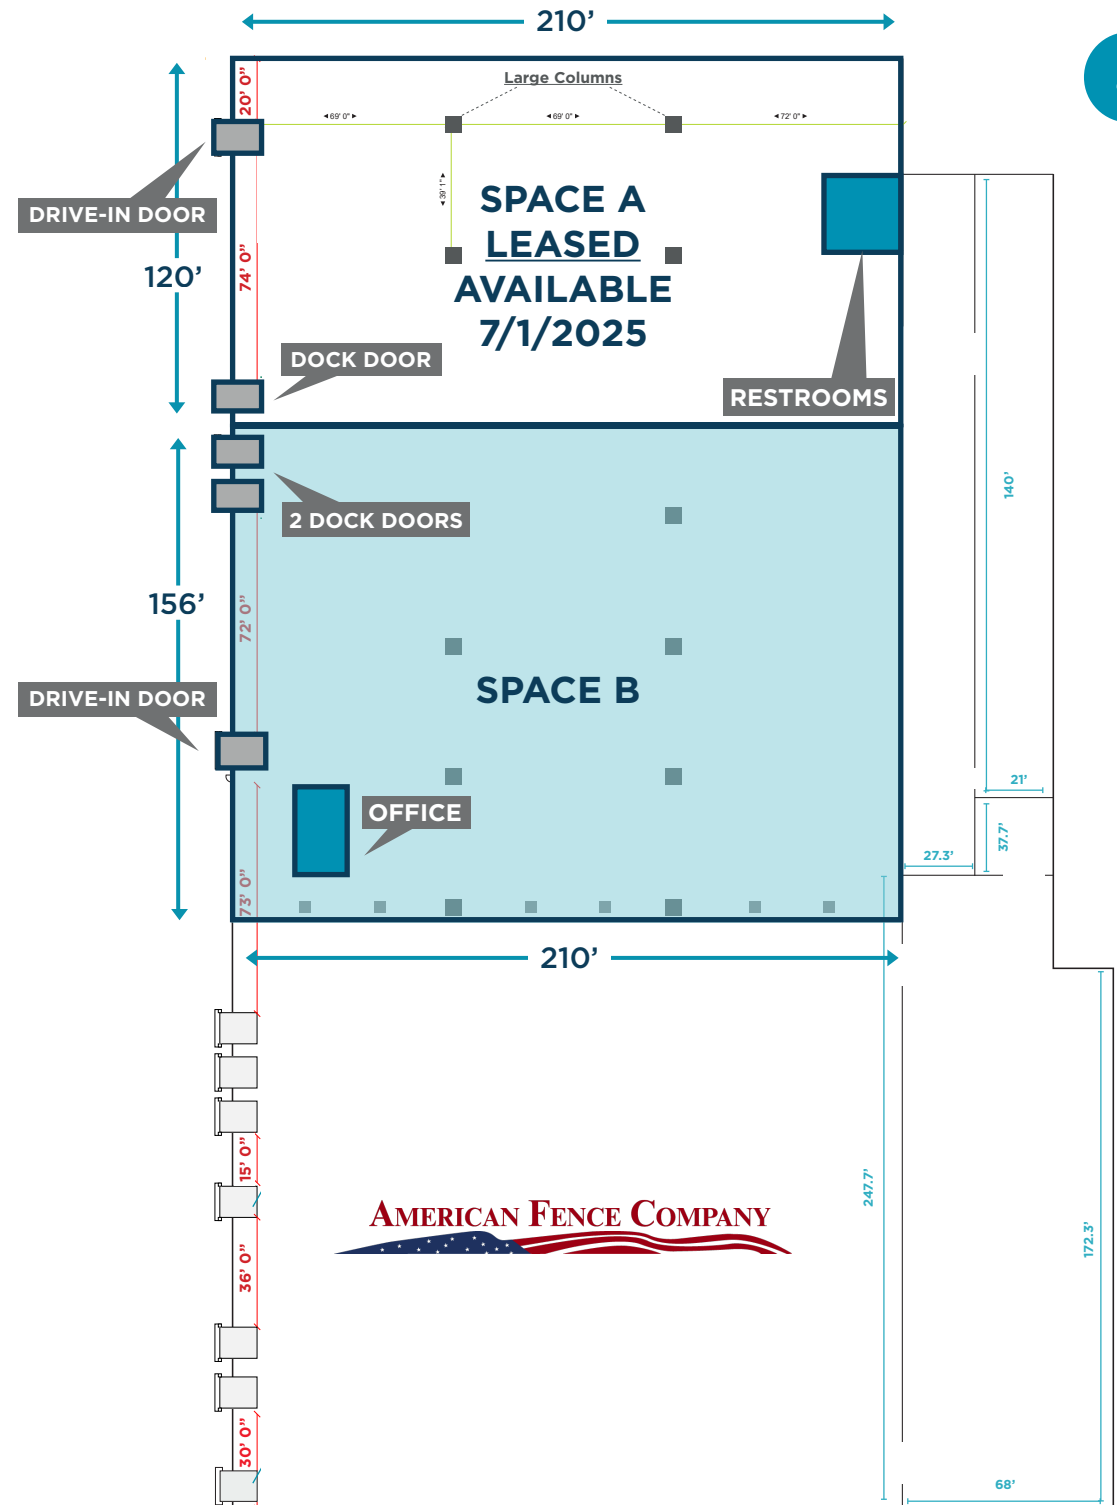 210’
20’ 0”
Large Columns
69' 0"
69' 0"
72' 0"
39' 1"
DRIVE-IN DOOR
120’
74’ 0”
SPACE A
LEASED
AVAILABLE
7/1/2025
DOCK DOOR
RESTROOMS
2 DOCK DOORS
140’
156’
72’ 0”
SPACE B
DRIVE-IN DOOR
OFFICE
21’
37.7’
27.3’
73’ 0”
210’
15’ 0”
247.7’
AMERICAN FENCE COMPANY
172.3’
36’ 0”
30’ 0”
68’